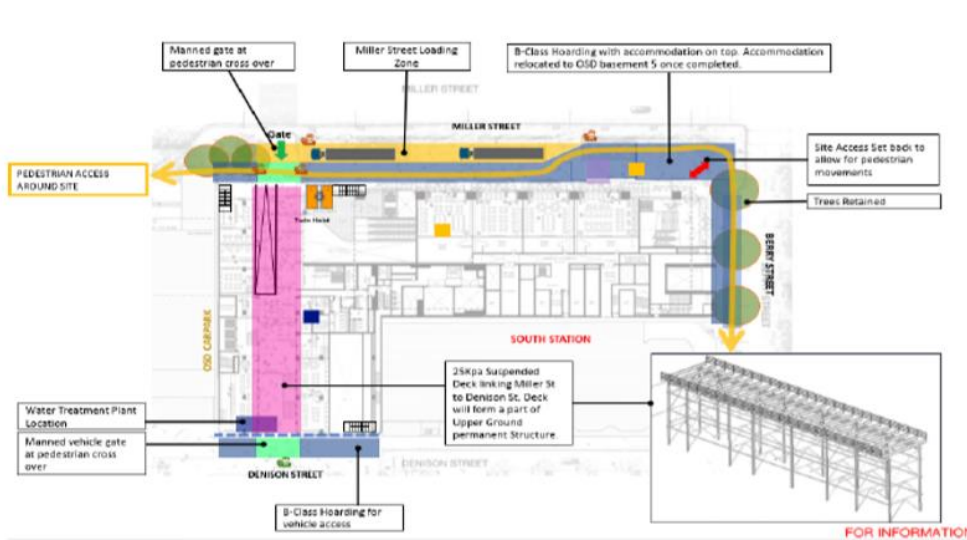 Manned gate at
pedestrian cross over
Miller Street Loading
Zone
B-Class Hoarding with accommodation on top. Accommodation
relocated to OSD basement 5 once completed.
MILLER STREET
MILLER STREET
Gate
Site Access Set back to
allow for pedestrian
movements
PEDESTRIAN ACCESS
AROUND SITE
Trees Retained
Twin Hoist
BERRY STREET
OSD CARPARK
SOUTH STATION
25Kpa Suspended
Deck linking Miller St
to Denison St. Deck
will form a part of
Upper Ground
permanent Structure.
Water Treatment Plant
Location
Manned vehicle gate
at pedestrian cross
over
DENISON STREET
DENISON STREET
B-Class Hoarding for
vehicle access
FOR INFORMATION